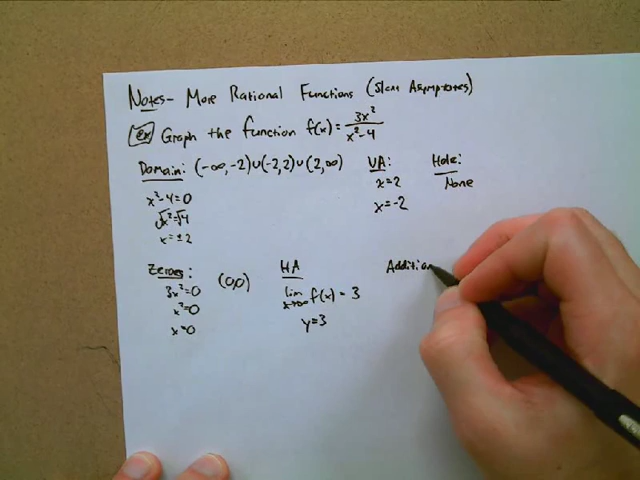 Notes- More Rational Functions (Slant Asymptotes)
Ex Graph the function f(x)= 3x²/x²-4
Domain: (-∞,-2)∪(-2,2)∪(2,∞)
x²-4=0
√x²=√4
x=±2
VA:
x=2
x=-2
Hole:
None
Zeroes:
3x²=0
x²=0
x=0
(0,0)
HA
lim x→∞ f(x) = 3
y=3
Addition